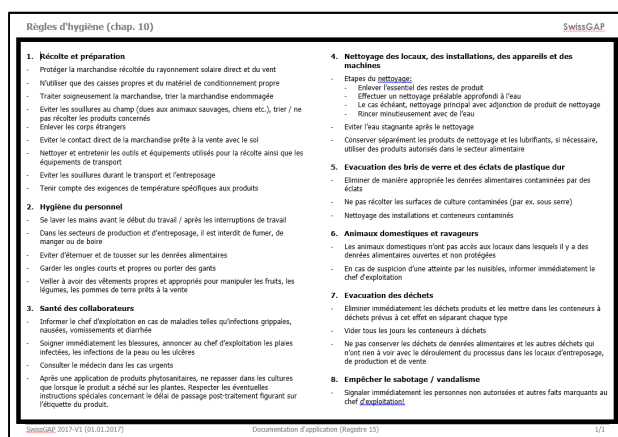 Règles d'hygiène (chap. 10)
SwissGAP
1. Récolte et préparation
- Protéger la marchandise récoltée du rayonnement solaire direct et du vent
- N'utiliser que des caisses propres et du matériel de conditionnement propre
- Traiter soigneusement la marchandise, trier la marchandise endommagée
- Eviter les souillures au champ (dues aux animaux sauvages, chiens etc.), trier / ne
pas récolter les produits concernés
- Enlever les corps étrangers
- Eviter le contact direct de la marchandise prête à la vente avec le sol
- Nettoyer et entretenir les outils et équipements utilisés pour la récolte ainsi que les
équipements de transport
- Eviter les souillures durant le transport et l'entreposage
- Tenir compte des exigences de température spécifiques aux produits
2. Hygiène du personnel
- Se laver les mains avant le début du travail / après les interruptions de travail
- Dans les secteurs de production et d'entreposage, il est interdit de fumer, de
manger ou de boire
- Eviter d'éternuer et de tousser sur les denrées alimentaires
- Garder les ongles courts et propres ou porter des gants
- Veiller à avoir des vêtements propres et appropriés pour manipuler les fruits, les
légumes, les pommes de terre prêts à la vente
3. Santé des collaborateurs
- Informer le chef d'exploitation en cas de maladies telles qu'infections grippales,
nausées, vomissements et diarrhée
- Soigner immédiatement les blessures, annoncer au chef d'exploitation les plaies
infectées, les infections de la peau ou les ulcères
- Consulter le médecin dans les cas urgents
- Après une application de produits phytosanitaires, ne repasser dans les cultures
que lorsque le produit a séché sur les plantes. Respecter les éventuelles
instructions spéciales concernant le délai de passage post-traitement figurant sur
l'étiquette du produit.
4. Nettoyage des locaux, des installations, des appareils et des
machines
- Etapes du nettoyage:
- Enlever l'essentiel des restes de produit
- Effectuer un nettoyage préalable approfondi à l'eau
- Le cas échéant, nettoyage principal avec adjonction de produit de nettoyage
- Rincer minutieusement avec de l'eau
- Eviter l'eau stagnante après le nettoyage
- Conserver séparément les produits de nettoyage et les lubrifiants, si nécessaire,
utiliser des produits autorisés dans le secteur alimentaire
5. Evacuation des bris de verre et des éclats de plastique dur
- Eliminer de manière appropriée les denrées alimentaires contaminées par des
éclats
- Ne pas récolter les surfaces de culture contaminées (par ex. sous serre)
- Nettoyage des installations et conteneurs contaminés
6. Animaux domestiques et ravageurs
- Les animaux domestiques n'ont pas accès aux locaux dans lesquels il y a des
denrées alimentaires ouvertes et non protégées
- En cas de suspicion d'une atteinte par les nuisibles, informer immédiatement le
chef d'exploitation
7. Evacuation des déchets
- Eliminer immédiatement les déchets produits et les mettre dans les conteneurs à
déchets prévus à cet effet en séparant chaque type
- Vider tous les jours les conteneurs à déchets
- Ne pas conserver les déchets de denrées alimentaires et les autres déchets qui
n'ont rien à voir avec le déroulement du processus dans les locaux d'entreposage,
de production et de vente
8. Empêcher le sabotage / vandalisme
- Signaler immédiatement les personnes non autorisées et autres faits marquants au
chef d'exploitation!
SwissGAP 2017-V1 (01.01.2017)
Documentation d'application (Registre 15)
1/1